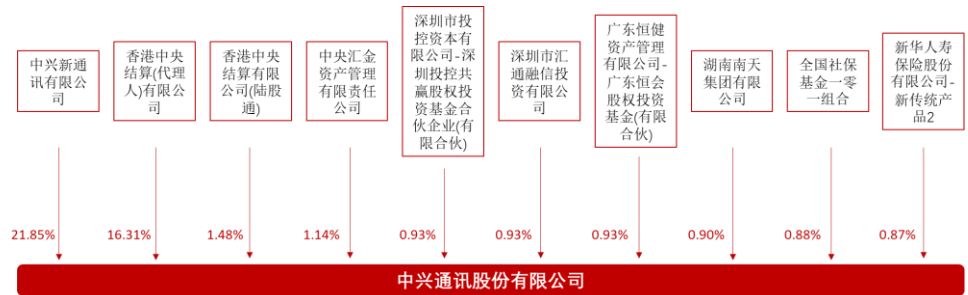 中兴新通
讯有限公
司
香港中央
结算(代理
人)有限公
司
香港中央
结算有限
公司(陆股
通)
中央汇金
资产管理
有限责任
公司
深圳市投
控资本有
限公司-深
圳投控共
赢股权投
资基金合
伙企业(有
限合伙)
深圳市汇
通融信投
资有限公
司
广东恒健
资产管理
有限公司-
广东恒会
股权投资
基金(有限
合伙)
湖南南天
集团有限
公司
全国社保
基金一零
一组合
新华人寿
保险股份
有限公司-
新传统产
品2
21.85%
16.31%
1.48%
1.14%
0.93%
0.93%
0.93%
0.90%
0.88%
0.87%
中兴通讯股份有限公司